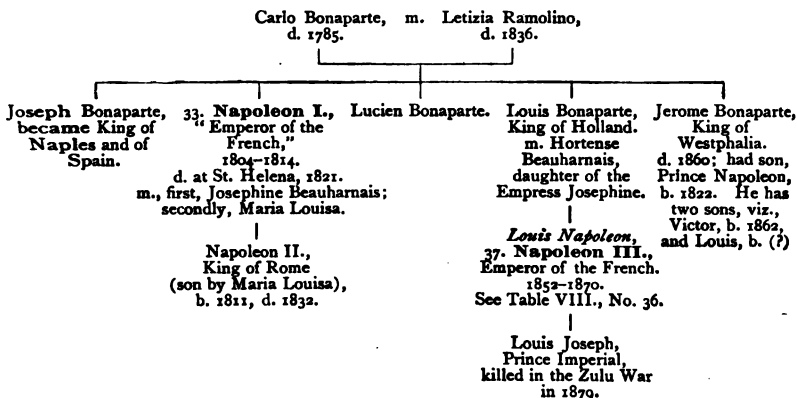 Carlo Bonaparte, m. Letizia Ramolino,
d. 1785. d. 1836.
Joseph Bonaparte,
became King of
Naples and of
Spain.
33. Napoleon I.,
"Emperor of the
French,"
1804–1814.
d. at St. Helena, 1821.
m., first, Josephine Beauharnais;
secondly, Maria Louisa.
Napoleon II.,
King of Rome
(son by Maria Louisa),
b. 1811, d. 1832.
Lucien Bonaparte.
Louis Bonaparte,
King of Holland.
m. Hortense
Beauharnais,
daughter of the
Empress Josephine.
Louis Napoleon,
37. Napoleon III.,
Emperor of the French.
1852–1870.
See Table VIII., No. 36.
Louis Joseph,
Prince Imperial,
killed in the Zulu War
in 1879.
Jerome Bonaparte,
King of
Westphalia.
d. 1860; had son,
Prince Napoleon,
b. 1822. He has
two sons, viz.,
Victor, b. 1862,
and Louis, b. (?)